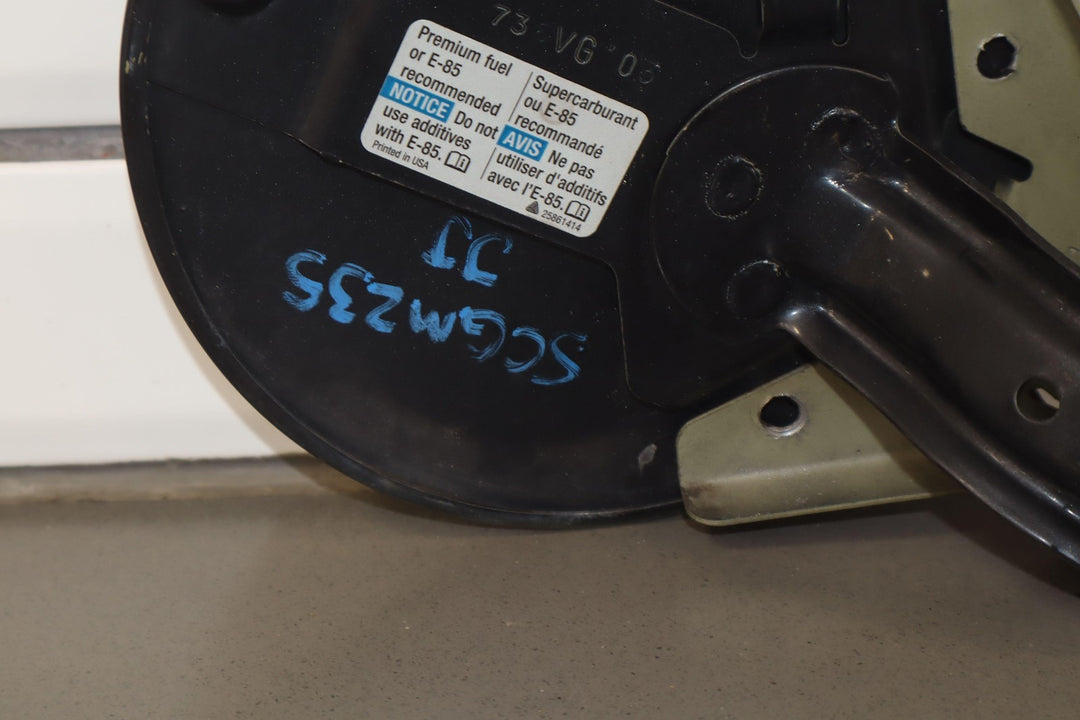 73 VG 05
Premium fuel
or E-85
recommended
NOTICE Do not
use additives
with E-85.
Printed in USA
Supercarburant
ou E-85
recommandé
AVIS Ne pas
utiliser d'additifs
avec l'E-85.
25861414
SCGM235
JJ